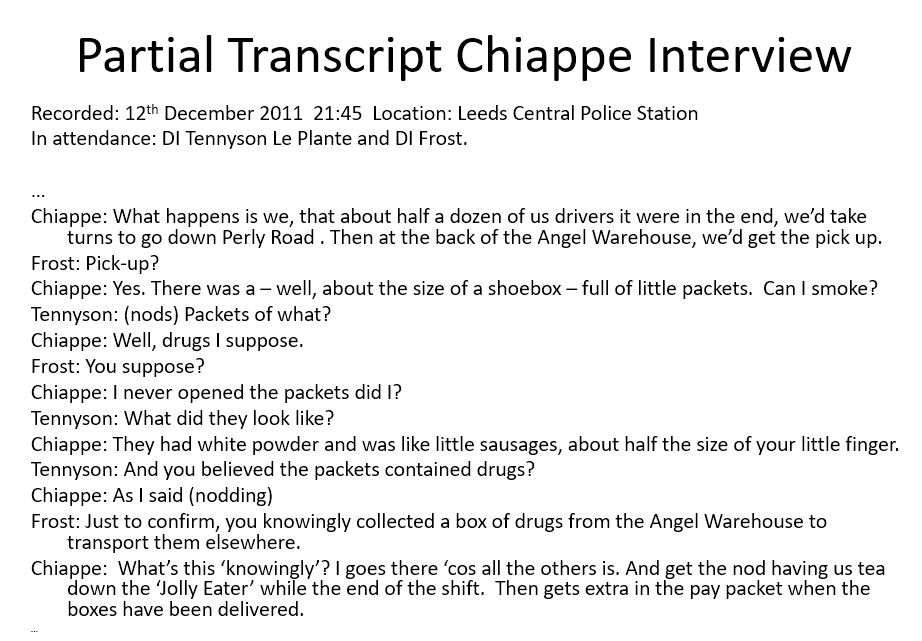 Partial Transcript Chiappe Interview
Recorded: 12th December 2011  21:45  Location: Leeds Central Police Station
In attendance: DI Tennyson Le Plante and DI Frost.
...
Chiappe: What happens is we, that about half a dozen of us drivers it were in the end, we’d take
turns to go down Perly Road . Then at the back of the Angel Warehouse, we’d get the pick up.
Frost: Pick-up?
Chiappe: Yes. There was a – well, about the size of a shoebox – full of little packets.  Can I smoke?
Tennyson: (nods) Packets of what?
Chiappe: Well, drugs I suppose.
Frost: You suppose?
Chiappe: I never opened the packets did I?
Tennyson: What did they look like?
Chiappe: They had white powder and was like little sausages, about half the size of your little finger.
Tennyson: And you believed the packets contained drugs?
Chiappe: As I said (nodding)
Frost: Just to confirm, you knowingly collected a box of drugs from the Angel Warehouse to
transport them elsewhere.
Chiappe:  What’s this ‘knowingly’? I goes there ‘cos all the others is. And get the nod having us tea
down the ‘Jolly Eater’ while the end of the shift.  Then gets extra in the pay packet when the
boxes have been delivered.
...